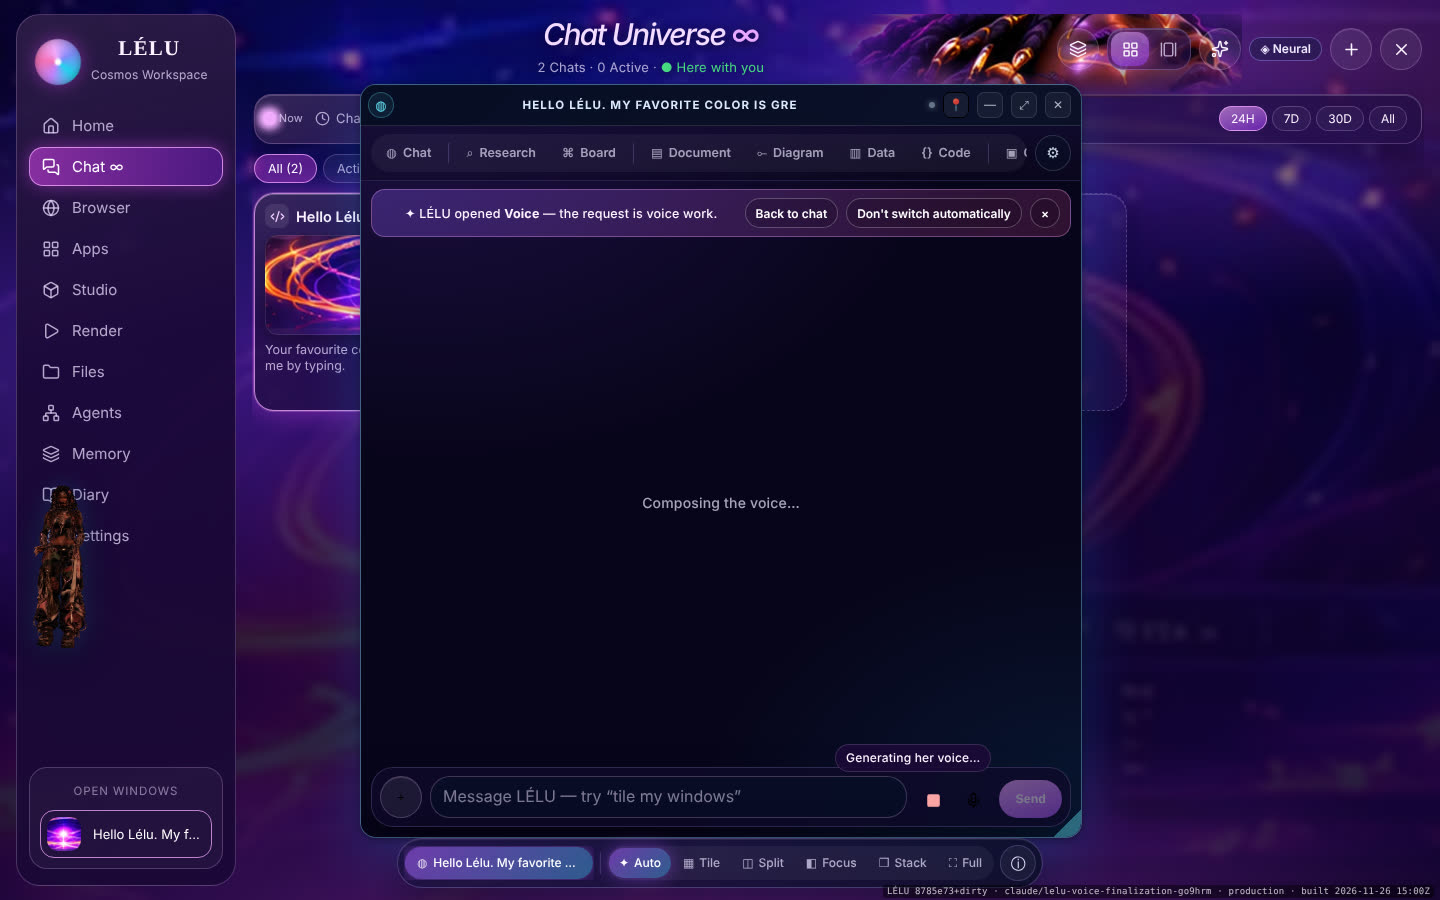 LÉLU
Cosmos Workspace
Home
Chat ∞
Browser
Apps
Studio
Render
Files
Agents
Memory
Diary
ettings
OPEN WINDOWS
Hello Lélu. My f...
Chat Universe ∞
2 Chats · 0 Active · Here with you
Neural
Now
Cha
24H
7D
30D
All
All (2)
Acti
Hello Lélu
Your favourite c
me by typing.
HELLO LÉLU. MY FAVORITE COLOR IS GRE
Chat
Research
Board
Document
Diagram
Data
{} Code
✦ LÉLU opened Voice — the request is voice work.
Back to chat
Don't switch automatically
×
Composing the voice...
Generating her voice...
Message LÉLU — try “tile my windows”
Send
Hello Lélu. My favorite ...
Auto
Tile
Split
Focus
Stack
Full
LÉLU 8785e73+dirty · claude/lelu-voice-finalization-go9hrm · production · built 2026-11-26 15:00Z